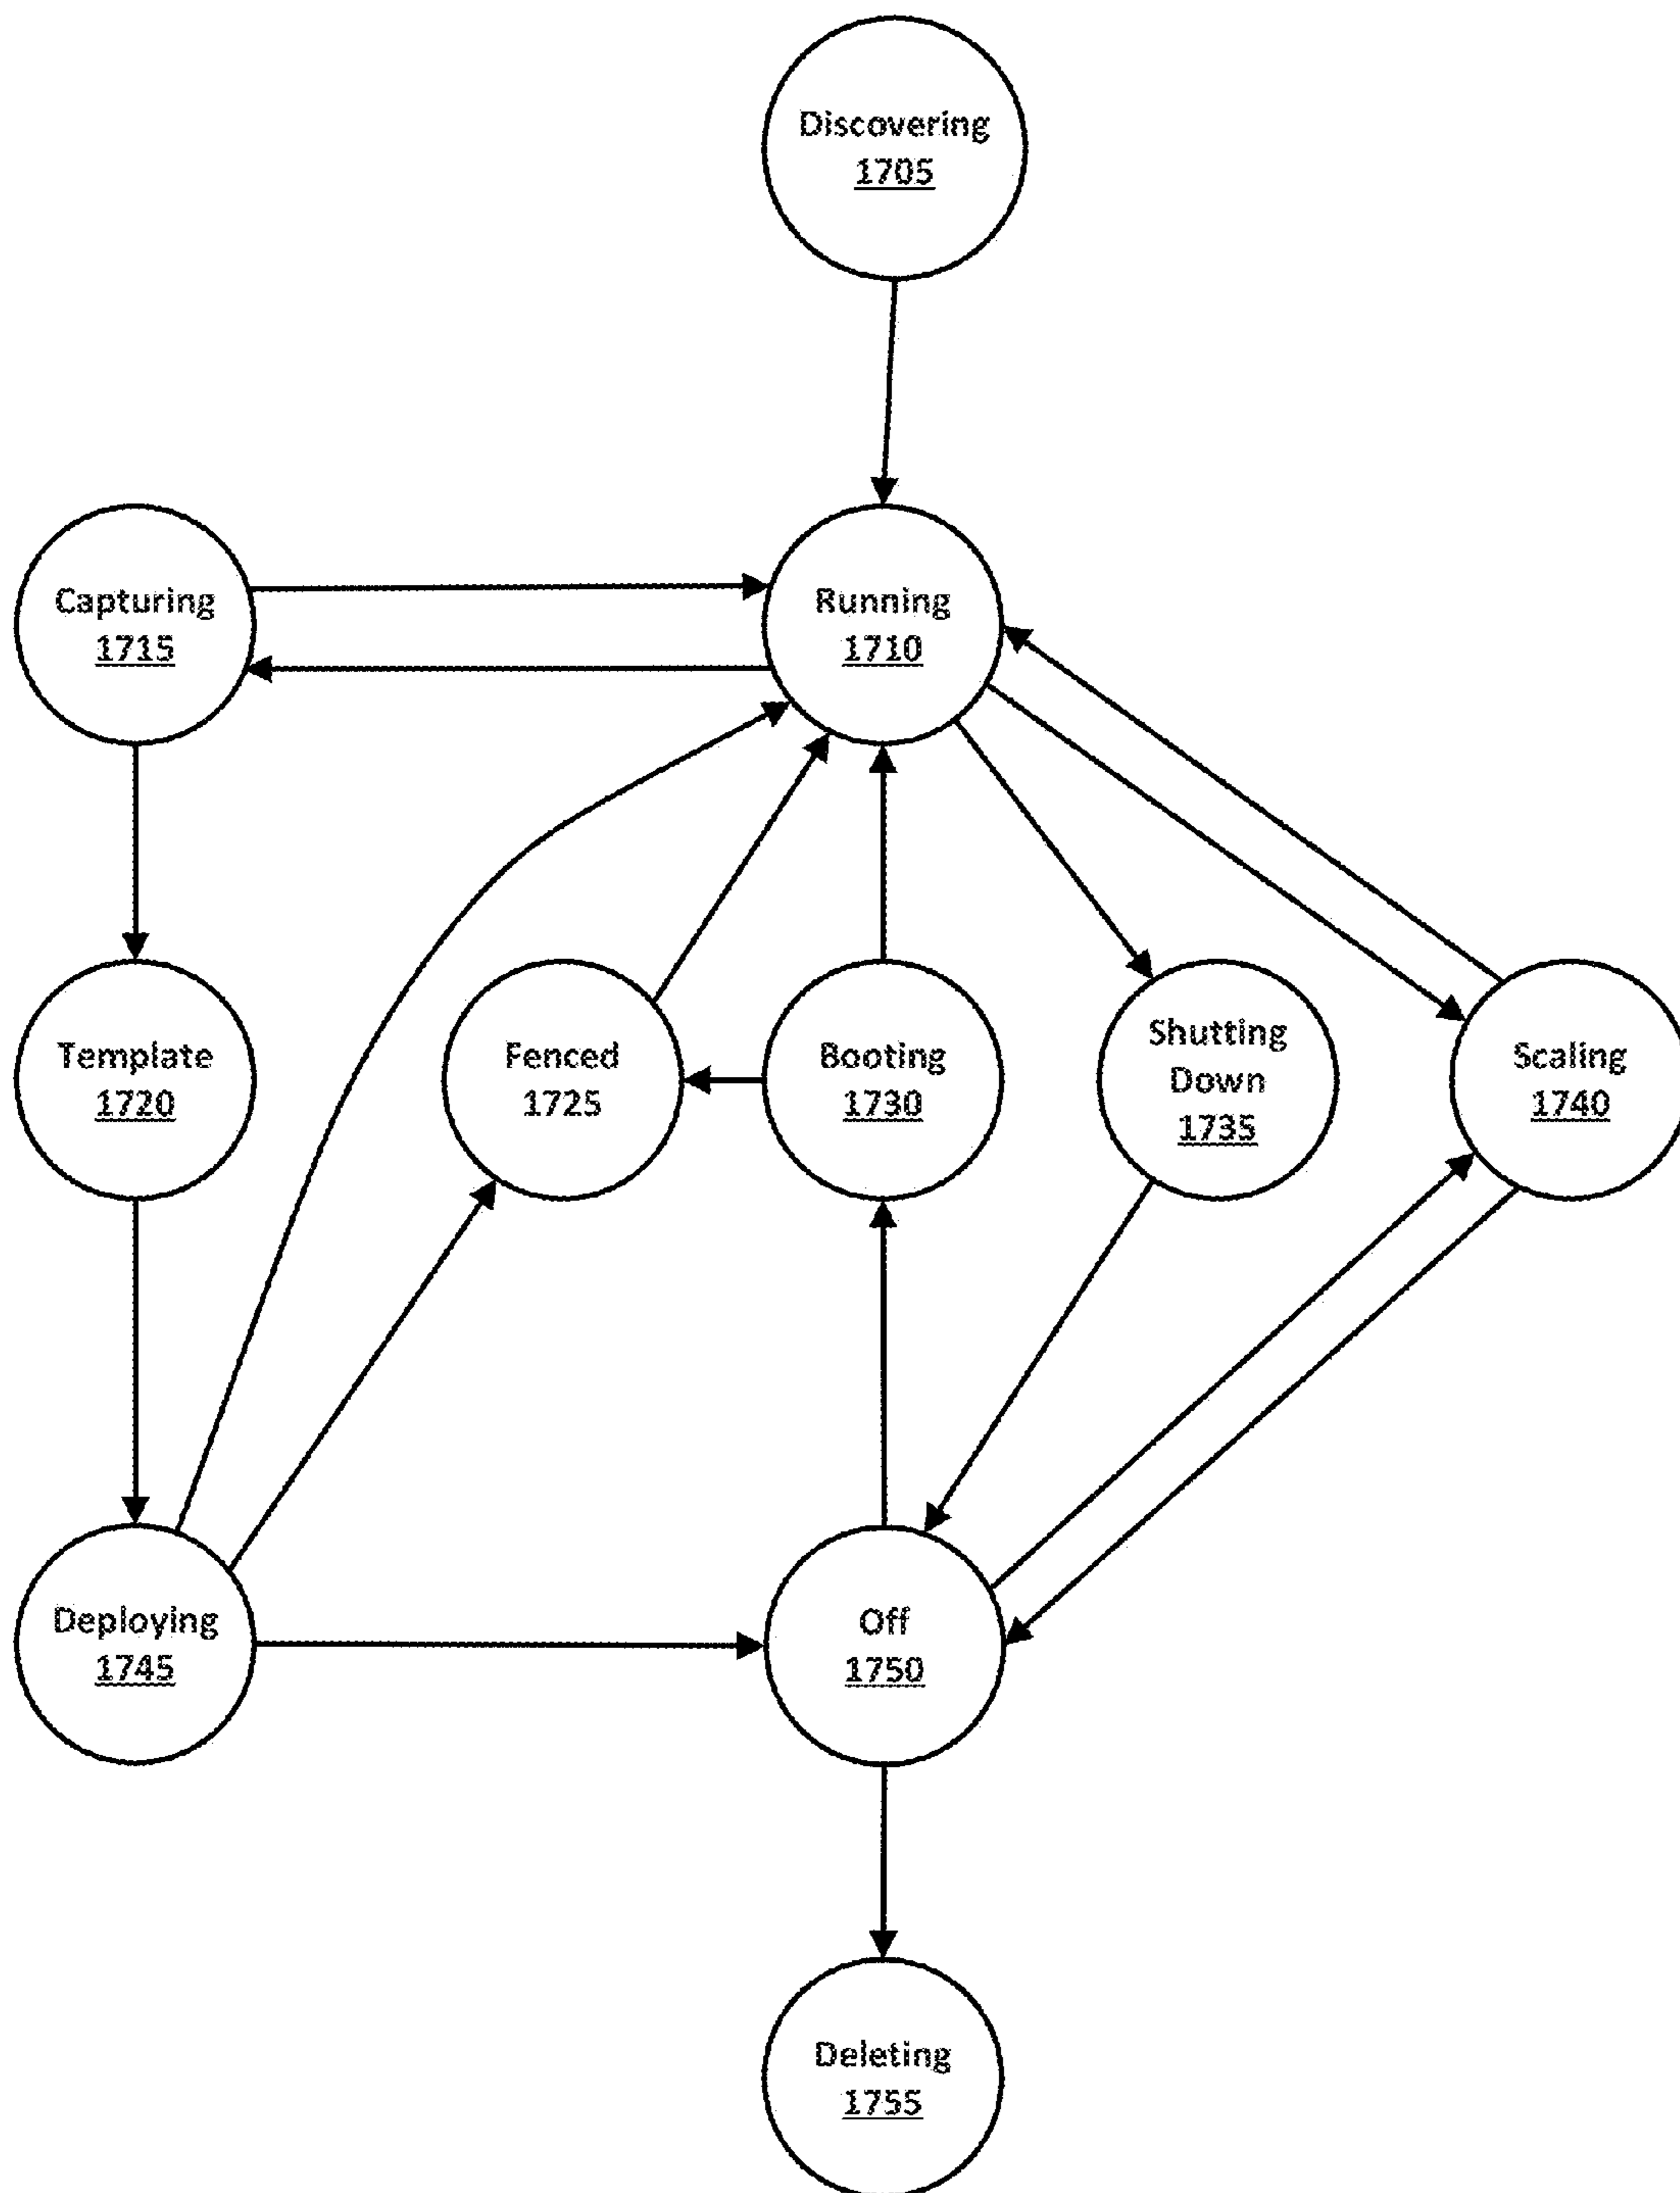 Discovering
1705
Capturing
1715
Running
1710
Template
1720
Fenced
1725
Booting
1730
Shutting
Down
1735
Scaling
1740
Deploying
1745
Off
1750
Deleting
1755